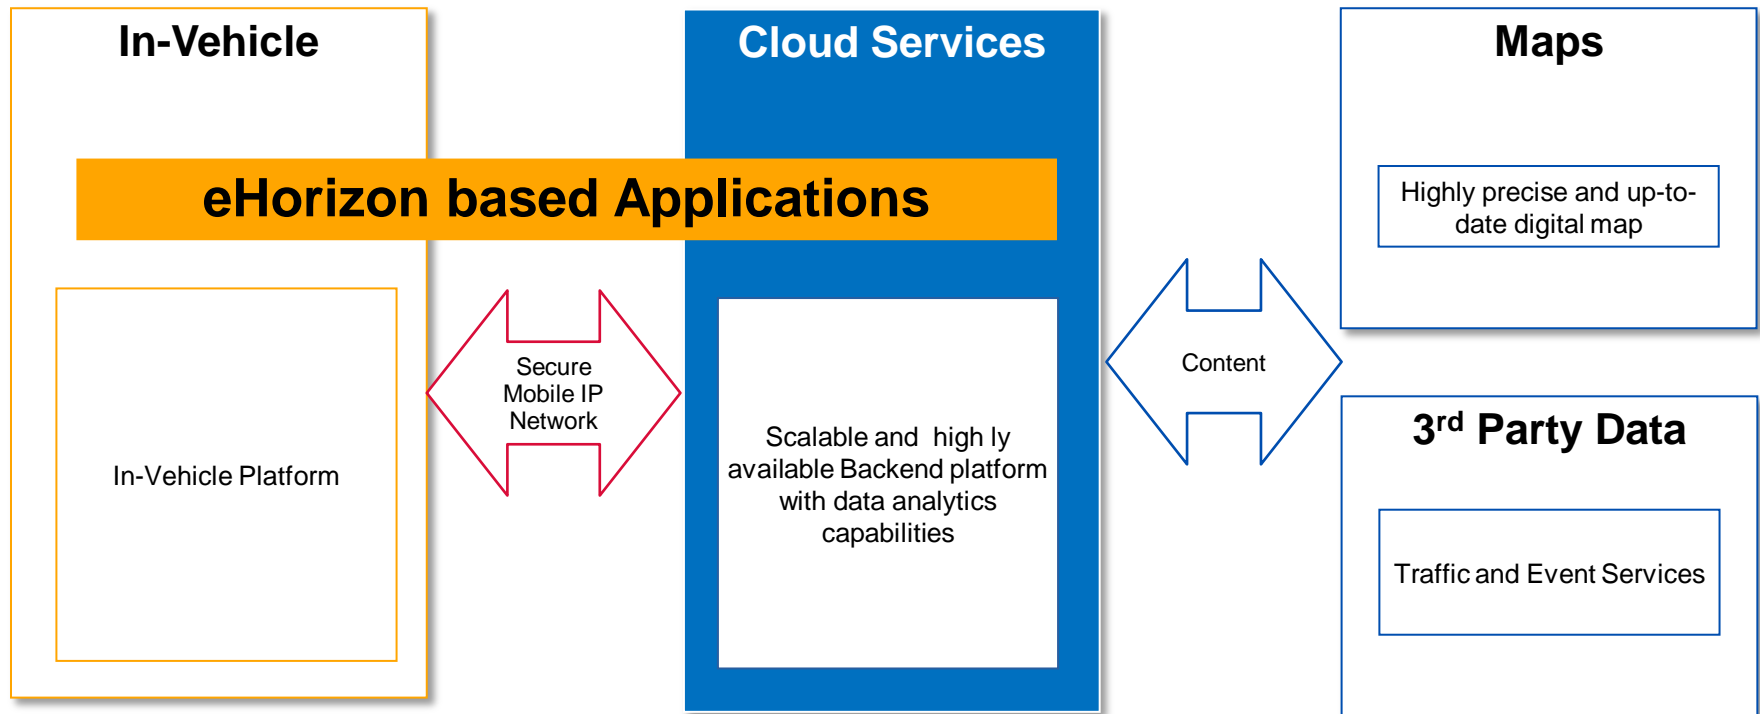 In-Vehicle
Cloud Services
Maps
eHorizon based Applications
Highly precise and up-to-
date digital map
Secure
Mobile IP
Network
Content
In-Vehicle Platform
Scalable and  high ly
available Backend platform
with data analytics
capabilities
3rd Party Data
Traffic and Event Services